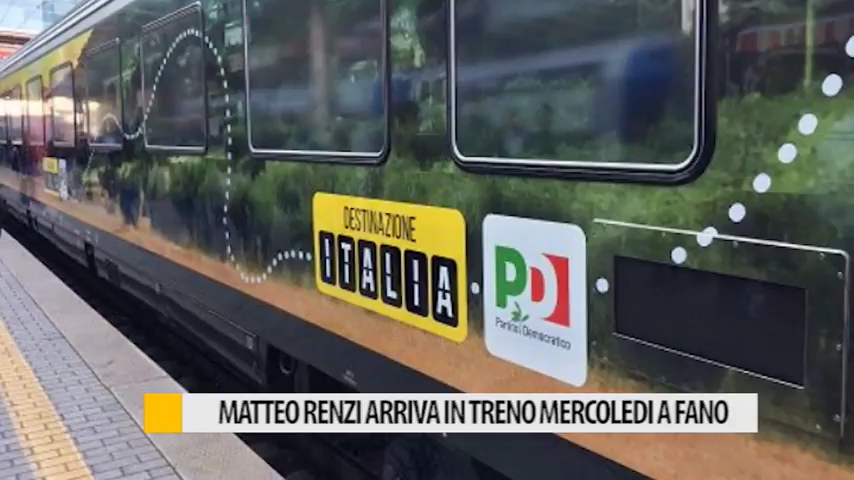 DESTINAZIONE
ITALIA
PD
Partito Democratico
MATTEO RENZI ARRIVA IN TRENO MERCOLEDI A FANO